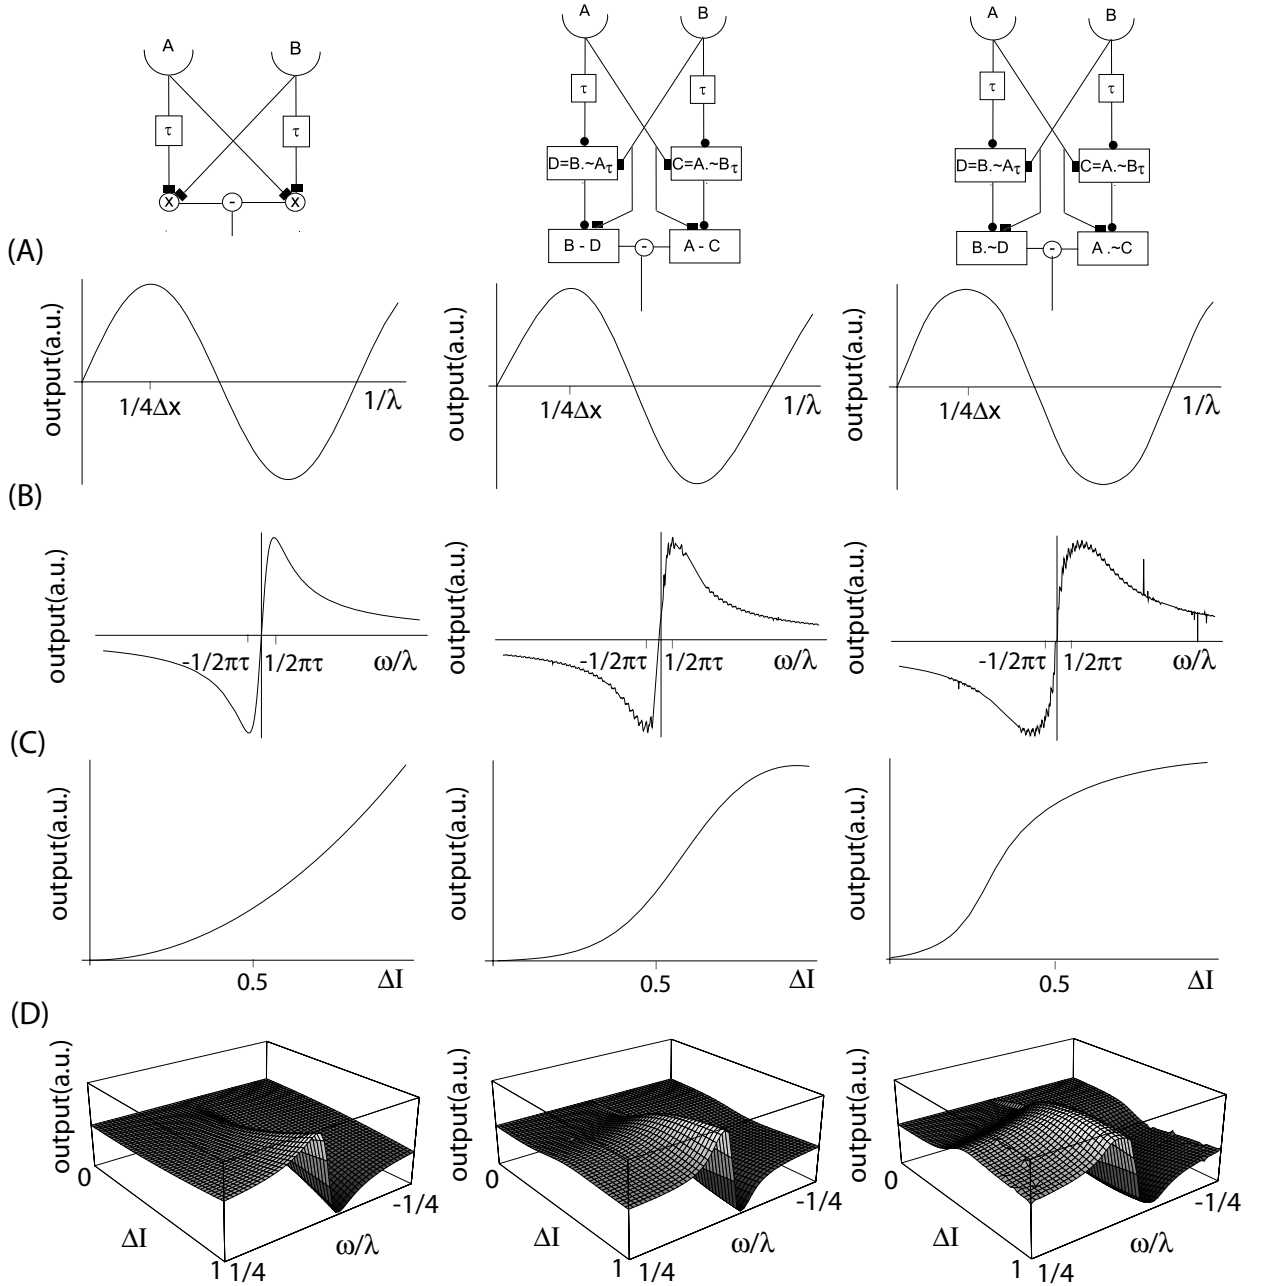 A B A B A B
τ τ τ τ τ τ
D=B.~Aτ C=A.~Bτ D=B.~Aτ C=A.~Bτ
x - x B - D - A - C B.~D - A .~C
(A)
output(a.u.) 1/4Δx 1/λ output(a.u.) 1/4Δx 1/λ output(a.u.) 1/4Δx 1/λ
(B)
output(a.u.) -1/2πτ 1/2πτ ω/λ output(a.u.) -1/2πτ 1/2πτ ω/λ output(a.u.) -1/2πτ 1/2πτ ω/λ
(C)
output(a.u.) 0.5 ΔI output(a.u.) 0.5 ΔI output(a.u.) 0.5 ΔI
(D)
output(a.u.) output(a.u.) output(a.u.)
0 -1/4 0 -1/4 0 -1/4
ΔI ω/λ ΔI ω/λ ΔI ω/λ
1 1/4 1 1/4 1 1/4